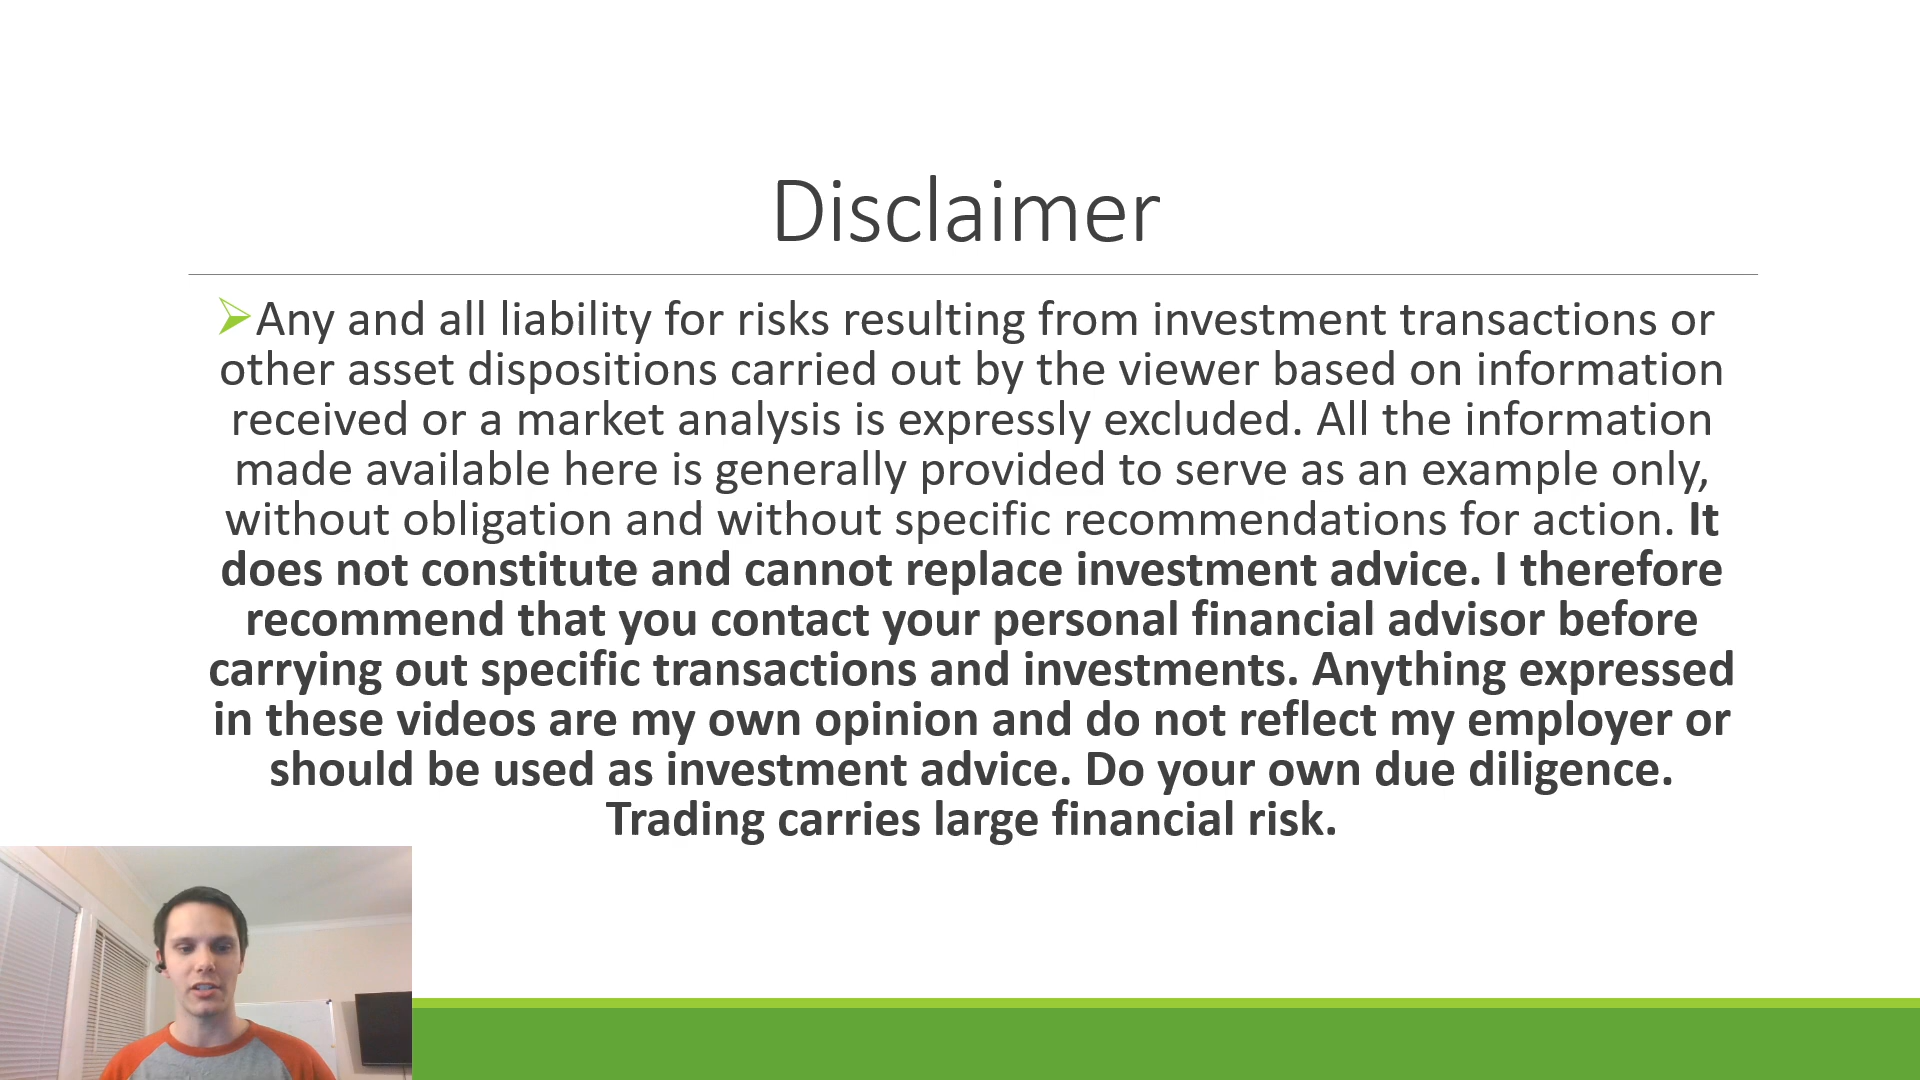 Disclaimer
Any and all liability for risks resulting from investment transactions or
other asset dispositions carried out by the viewer based on information
received or a market analysis is expressly excluded. All the information
made available here is generally provided to serve as an example only,
without obligation and without specific recommendations for action. It
does not constitute and cannot replace investment advice. I therefore
recommend that you contact your personal financial advisor before
carrying out specific transactions and investments. Anything expressed
in these videos are my own opinion and do not reflect my employer or
should be used as investment advice. Do your own due diligence.
Trading carries large financial risk.